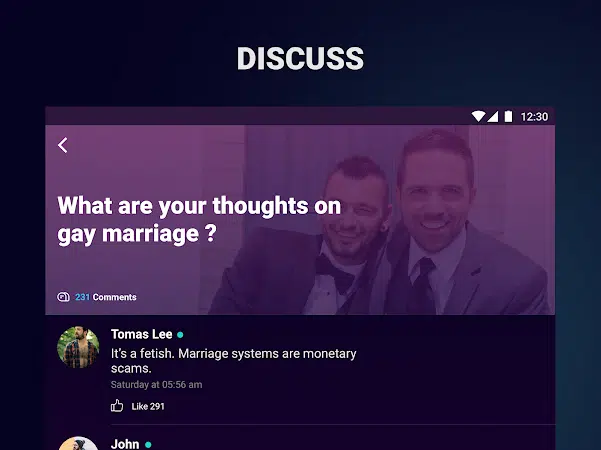 DISCUSS
12:30
What are your thoughts on
gay marriage ?
231 Comments
Tomas Lee
It's a fetish. Marriage systems are monetary
scams.
Saturday at 05:56 am
Like 291
John